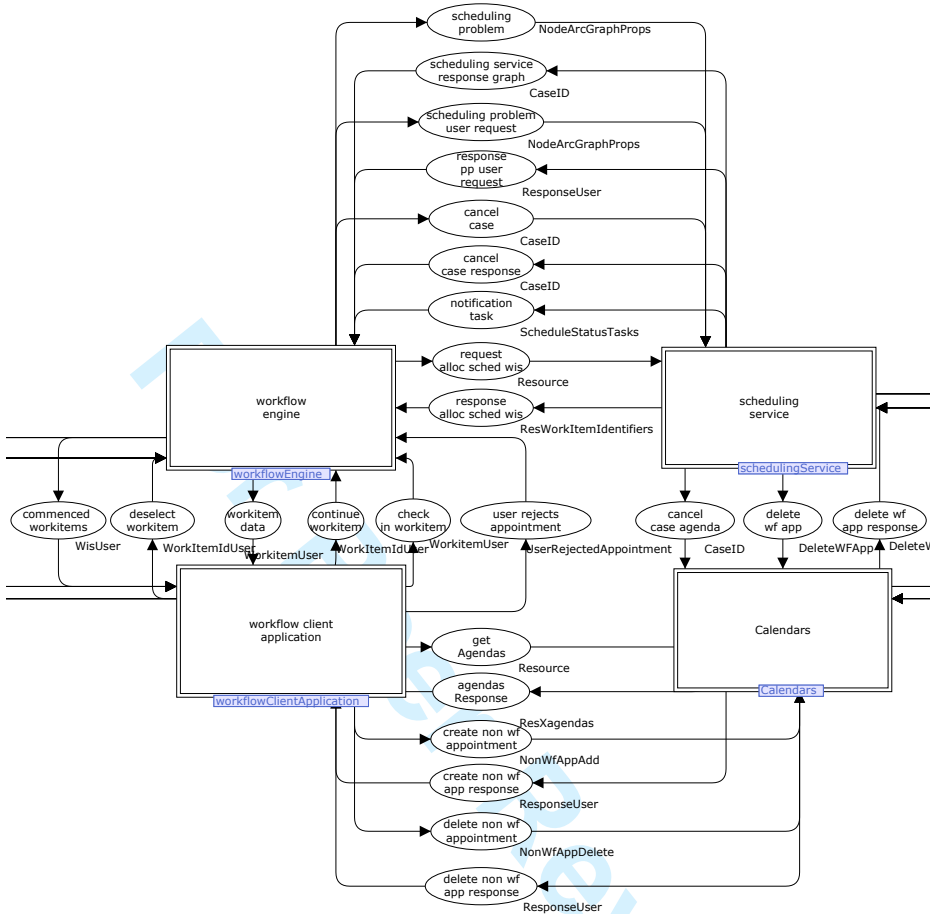 scheduling
problem
NodeArcGraphProps
scheduling service
response graph
CaseID
scheduling problem
user request
NodeArcGraphProps
response
pp user
request
ResponseUser
cancel
case
CaseID
cancel
case response
CaseID
notification
task
ScheduleStatusTasks
request
alloc sched wis
Resource
response
alloc sched wis
ResWorkItemIdentifiers
workflow
engine
workflowEngine
scheduling
service
schedulingService
commenced
workitems
WisUser
deselect
workitem
WorkItemIdUser
workitem
data
WorkitemUser
continue
workitem
WorkItemIdUser
check
in workitem
WorkitemUser
user rejects
appointment
UserRejectedAppointment
cancel
case agenda
CaseID
delete
wf app
DeleteWFApp
delete wf
app response
DeleteW
workflow client
application
workflowClientApplication
Calendars
Calendars
get
Agendas
Resource
agendas
Response
ResXagendas
create non wf
appointment
NonWfAppAdd
create non wf
app response
ResponseUser
delete non wf
appointment
NonWfAppDelete
delete non wf
app response
ResponseUser